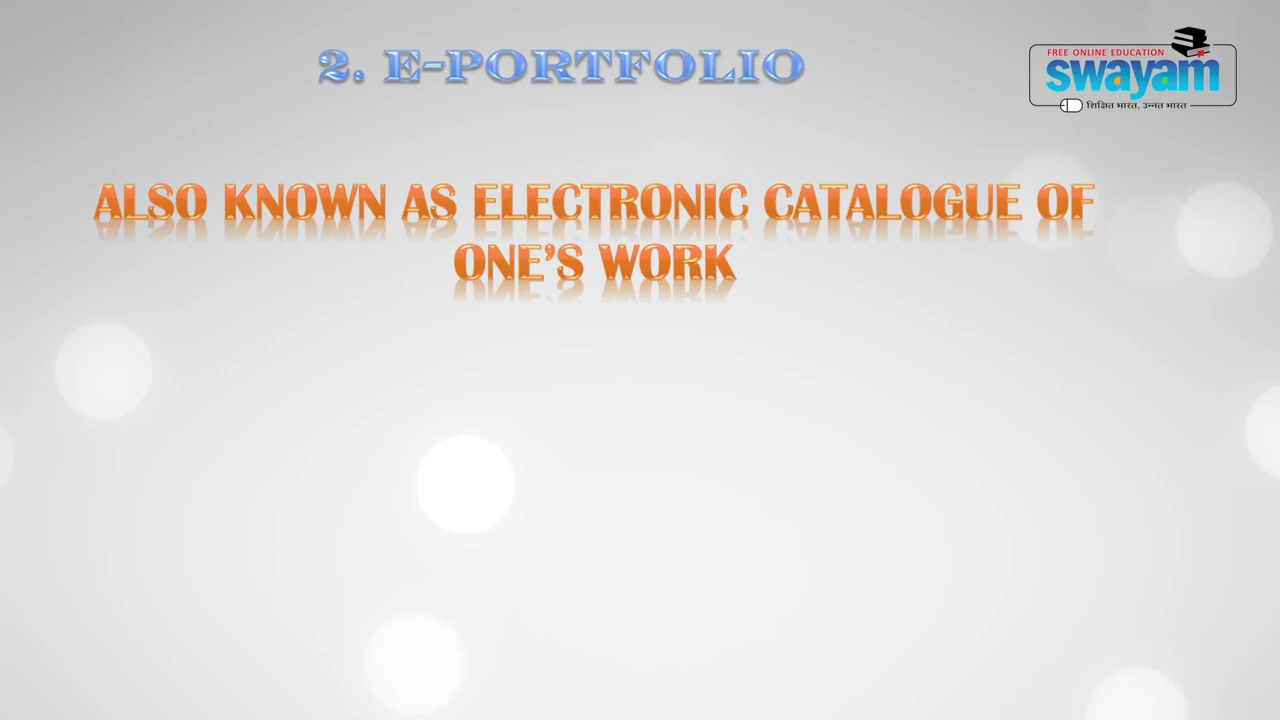 2. E-PORTFOLIO
FREE ONLINE EDUCATION
swayam
शिक्षित भारत, उन्नत भारत
ALSO KNOWN AS ELECTRONIC CATALOGUE OF
ONE'S WORK